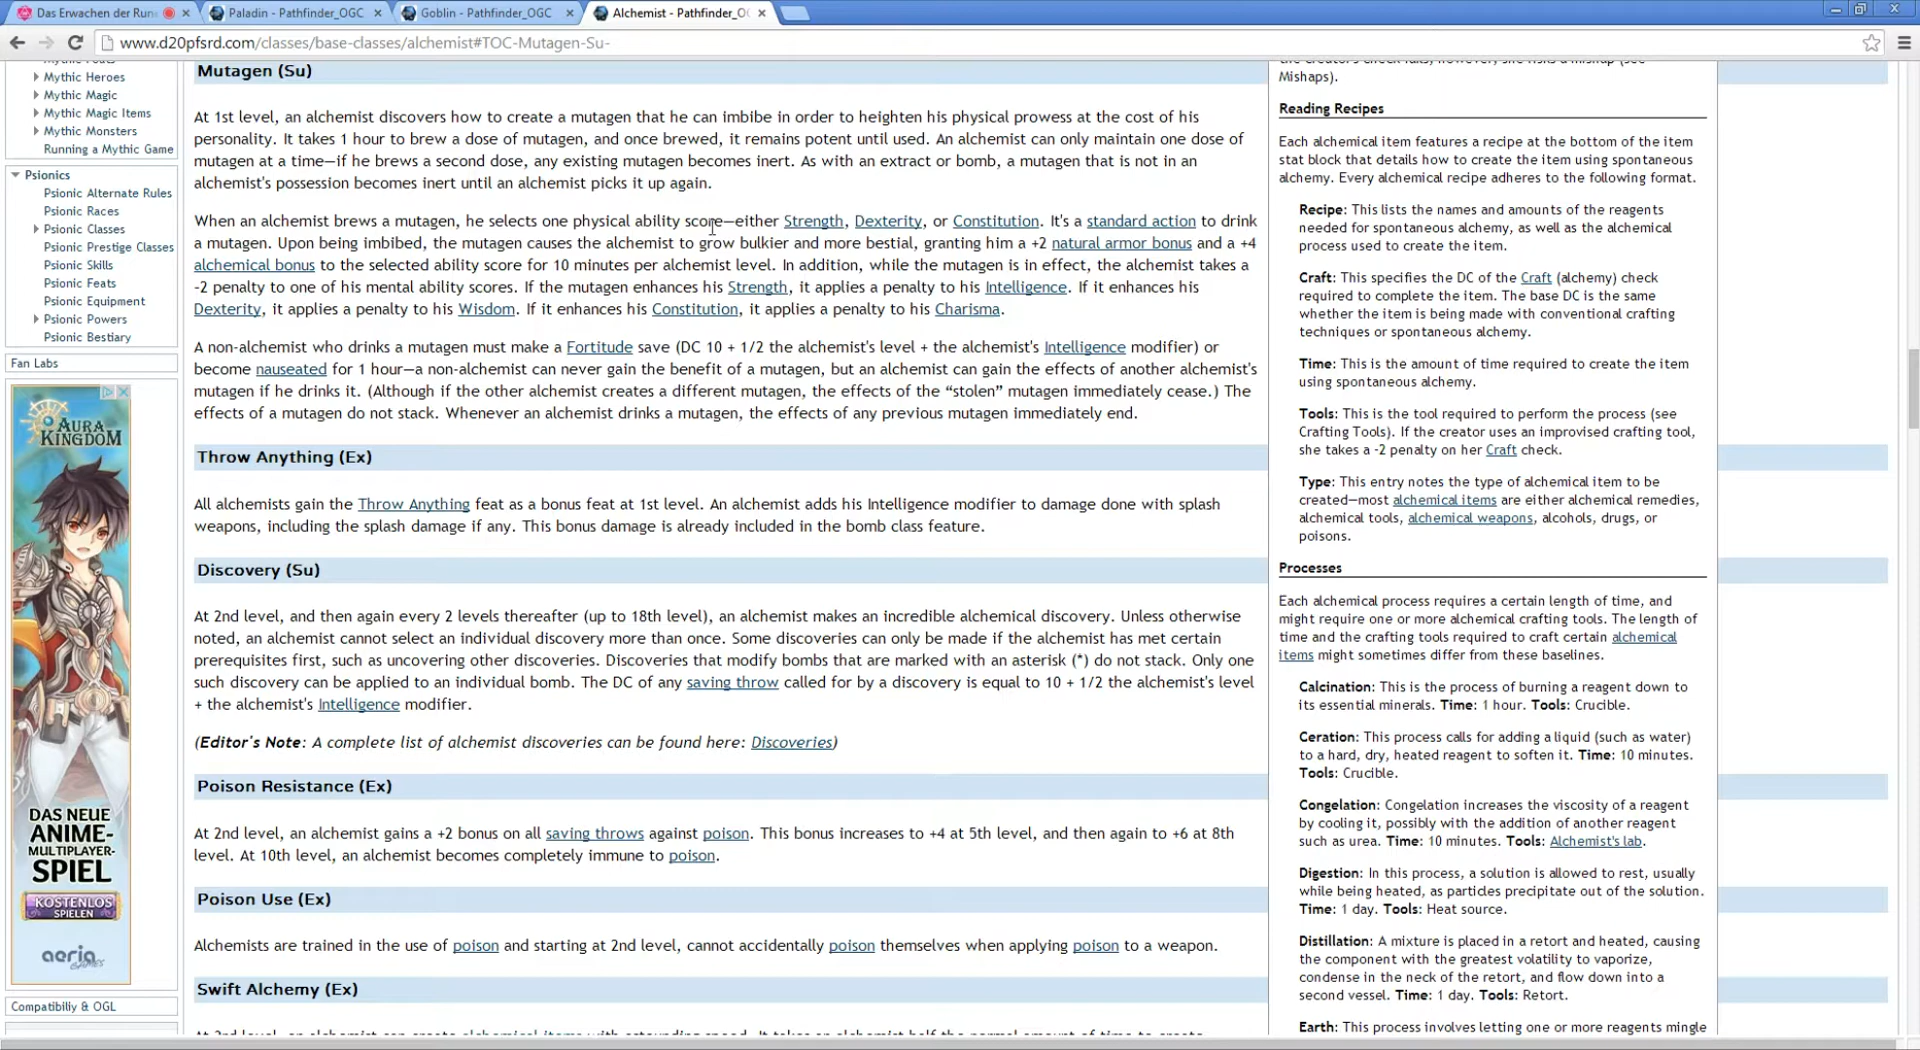 Das Erwachen der Rune
Paladin - Pathfinder_OGC
Goblin - Pathfinder_OGC
Alchemist - Pathfinder_OG
www.d20pfsrd.com/classes/base-classes/alchemist#TOC-Mutagen-Su-
Mythic Heroes
Mythic Magic
Mythic Magic Items
Mythic Monsters
Running a Mythic Game
Psionics
Psionic Alternate Rules
Psionic Races
Psionic Classes
Psionic Prestige Classes
Psionic Skills
Psionic Feats
Psionic Equipment
Psionic Powers
Psionic Bestiary
Fan Labs
AURA
KINGDOM
DAS NEUE
ANIME-
MULTIPLAYER-
SPIEL
KOSTENLOS
SPIELEN
aeria
GAMES
Compatibiliy & OGL
Mutagen (Su)
At 1st level, an alchemist discovers how to create a mutagen that he can imbibe in order to heighten his physical prowess at the cost of his
personality. It takes 1 hour to brew a dose of mutagen, and once brewed, it remains potent until used. An alchemist can only maintain one dose of
mutagen at a time—if he brews a second dose, any existing mutagen becomes inert. As with an extract or bomb, a mutagen that is not in an
alchemist's possession becomes inert until an alchemist picks it up again.
When an alchemist brews a mutagen, he selects one physical ability score—either Strength, Dexterity, or Constitution. It's a standard action to drink
a mutagen. Upon being imbibed, the mutagen causes the alchemist to grow bulkier and more bestial, granting him a +2 natural armor bonus and a +4
alchemical bonus to the selected ability score for 10 minutes per alchemist level. In addition, while the mutagen is in effect, the alchemist takes a
-2 penalty to one of his mental ability scores. If the mutagen enhances his Strength, it applies a penalty to his Intelligence. If it enhances his
Dexterity, it applies a penalty to his Wisdom. If it enhances his Constitution, it applies a penalty to his Charisma.
A non-alchemist who drinks a mutagen must make a Fortitude save (DC 10 + 1/2 the alchemist's level + the alchemist's Intelligence modifier) or
become nauseated for 1 hour—a non-alchemist can never gain the benefit of a mutagen, but an alchemist can gain the effects of another alchemist's
mutagen if he drinks it. (Although if the other alchemist creates a different mutagen, the effects of the “stolen” mutagen immediately cease.) The
effects of a mutagen do not stack. Whenever an alchemist drinks a mutagen, the effects of any previous mutagen immediately end.
Throw Anything (Ex)
All alchemists gain the Throw Anything feat as a bonus feat at 1st level. An alchemist adds his Intelligence modifier to damage done with splash
weapons, including the splash damage if any. This bonus damage is already included in the bomb class feature.
Discovery (Su)
At 2nd level, and then again every 2 levels thereafter (up to 18th level), an alchemist makes an incredible alchemical discovery. Unless otherwise
noted, an alchemist cannot select an individual discovery more than once. Some discoveries can only be made if the alchemist has met certain
prerequisites first, such as uncovering other discoveries. Discoveries that modify bombs that are marked with an asterisk (*) do not stack. Only one
such discovery can be applied to an individual bomb. The DC of any saving throw called for by a discovery is equal to 10 + 1/2 the alchemist's level
+ the alchemist's Intelligence modifier.
(Editor's Note: A complete list of alchemist discoveries can be found here: Discoveries)
Poison Resistance (Ex)
At 2nd level, an alchemist gains a +2 bonus on all saving throws against poison. This bonus increases to +4 at 5th level, and then again to +6 at 8th
level. At 10th level, an alchemist becomes completely immune to poison.
Poison Use (Ex)
Alchemists are trained in the use of poison and starting at 2nd level, cannot accidentally poison themselves when applying poison to a weapon.
Swift Alchemy (Ex)
At 2nd level, an alchemist can create alchemical items with astounding speed. It takes an alchemist half the normal amount of time to create
the creator's check fails, however, she risks a mishap (see
Mishaps).
Reading Recipes
Each alchemical item features a recipe at the bottom of the item
stat block that details how to create the item using spontaneous
alchemy. Every alchemical recipe adheres to the following format.
Recipe: This lists the names and amounts of the reagents
needed for spontaneous alchemy, as well as the alchemical
process used to create the item.
Craft: This specifies the DC of the Craft (alchemy) check
required to complete the item. The base DC is the same
whether the item is being made with conventional crafting
techniques or spontaneous alchemy.
Time: This is the amount of time required to create the item
using spontaneous alchemy.
Tools: This is the tool required to perform the process (see
Crafting Tools). If the creator uses an improvised crafting tool,
she takes a -2 penalty on her Craft check.
Type: This entry notes the type of alchemical item to be
created—most alchemical items are either alchemical remedies,
alchemical tools, alchemical weapons, alcohols, drugs, or
poisons.
Processes
Each alchemical process requires a certain length of time, and
might require one or more alchemical crafting tools. The length of
time and the crafting tools required to craft certain alchemical
items might sometimes differ from these baselines.
Calcination: This is the process of burning a reagent down to
its essential minerals. Time: 1 hour. Tools: Crucible.
Ceration: This process calls for adding a liquid (such as water)
to a hard, dry, heated reagent to soften it. Time: 10 minutes.
Tools: Crucible.
Congelation: Congelation increases the viscosity of a reagent
by cooling it, possibly with the addition of another reagent
such as urea. Time: 10 minutes. Tools: Alchemist's lab.
Digestion: In this process, a solution is allowed to rest, usually
while being heated, as particles precipitate out of the solution.
Time: 1 day. Tools: Heat source.
Distillation: A mixture is placed in a retort and heated, causing
the component with the greatest volatility to vaporize,
condense in the neck of the retort, and flow down into a
second vessel. Time: 1 day. Tools: Retort.
Earth: This process involves letting one or more reagents mingle